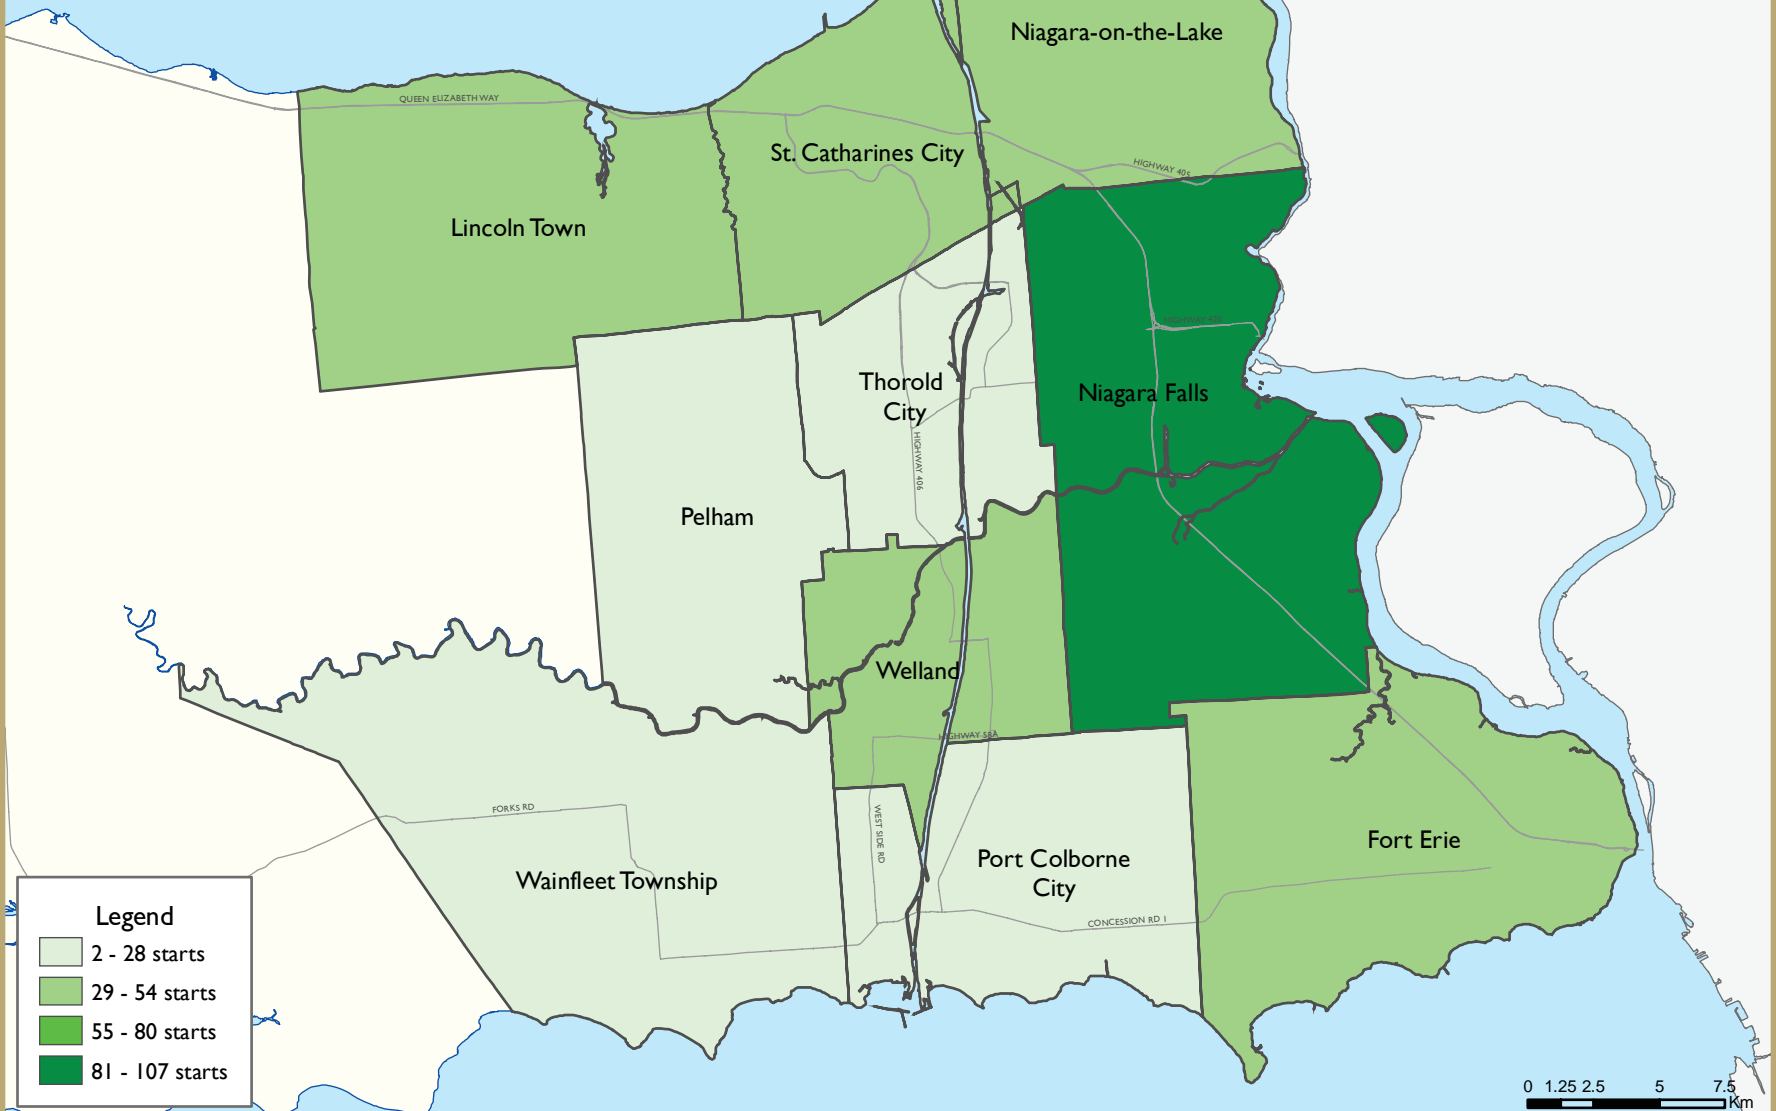 Niagara-on-the-Lake
QUEEN ELIZABETH WAY
St. Catharines City
HIGHWAY 405
Lincoln Town
HIGHWAY 420
Thorold
City
Niagara Falls
HIGHWAY 406
Pelham
Welland
HIGHWAY 58A
FORKS RD
WEST SIDE RD
Fort Erie
Port Colborne
City
Wainfleet Township
CONCESSION RD 1
Legend
2 - 28 starts
29 - 54 starts
55 - 80 starts
81 - 107 starts
0 1.25 2.5 5 7.5
Km